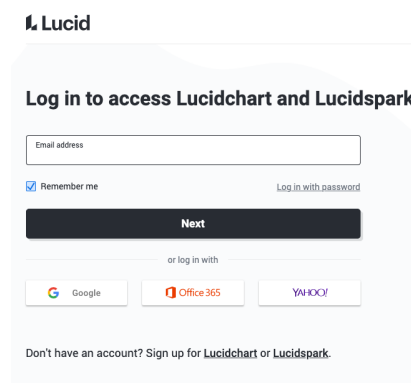 Lucid
Log in to access Lucidchart and Lucidspark
Email address
Remember me
Log in with password
Next
or log in with
Google
Office 365
YAHOO!
Don't have an account? Sign up for Lucidchart or Lucidspark.